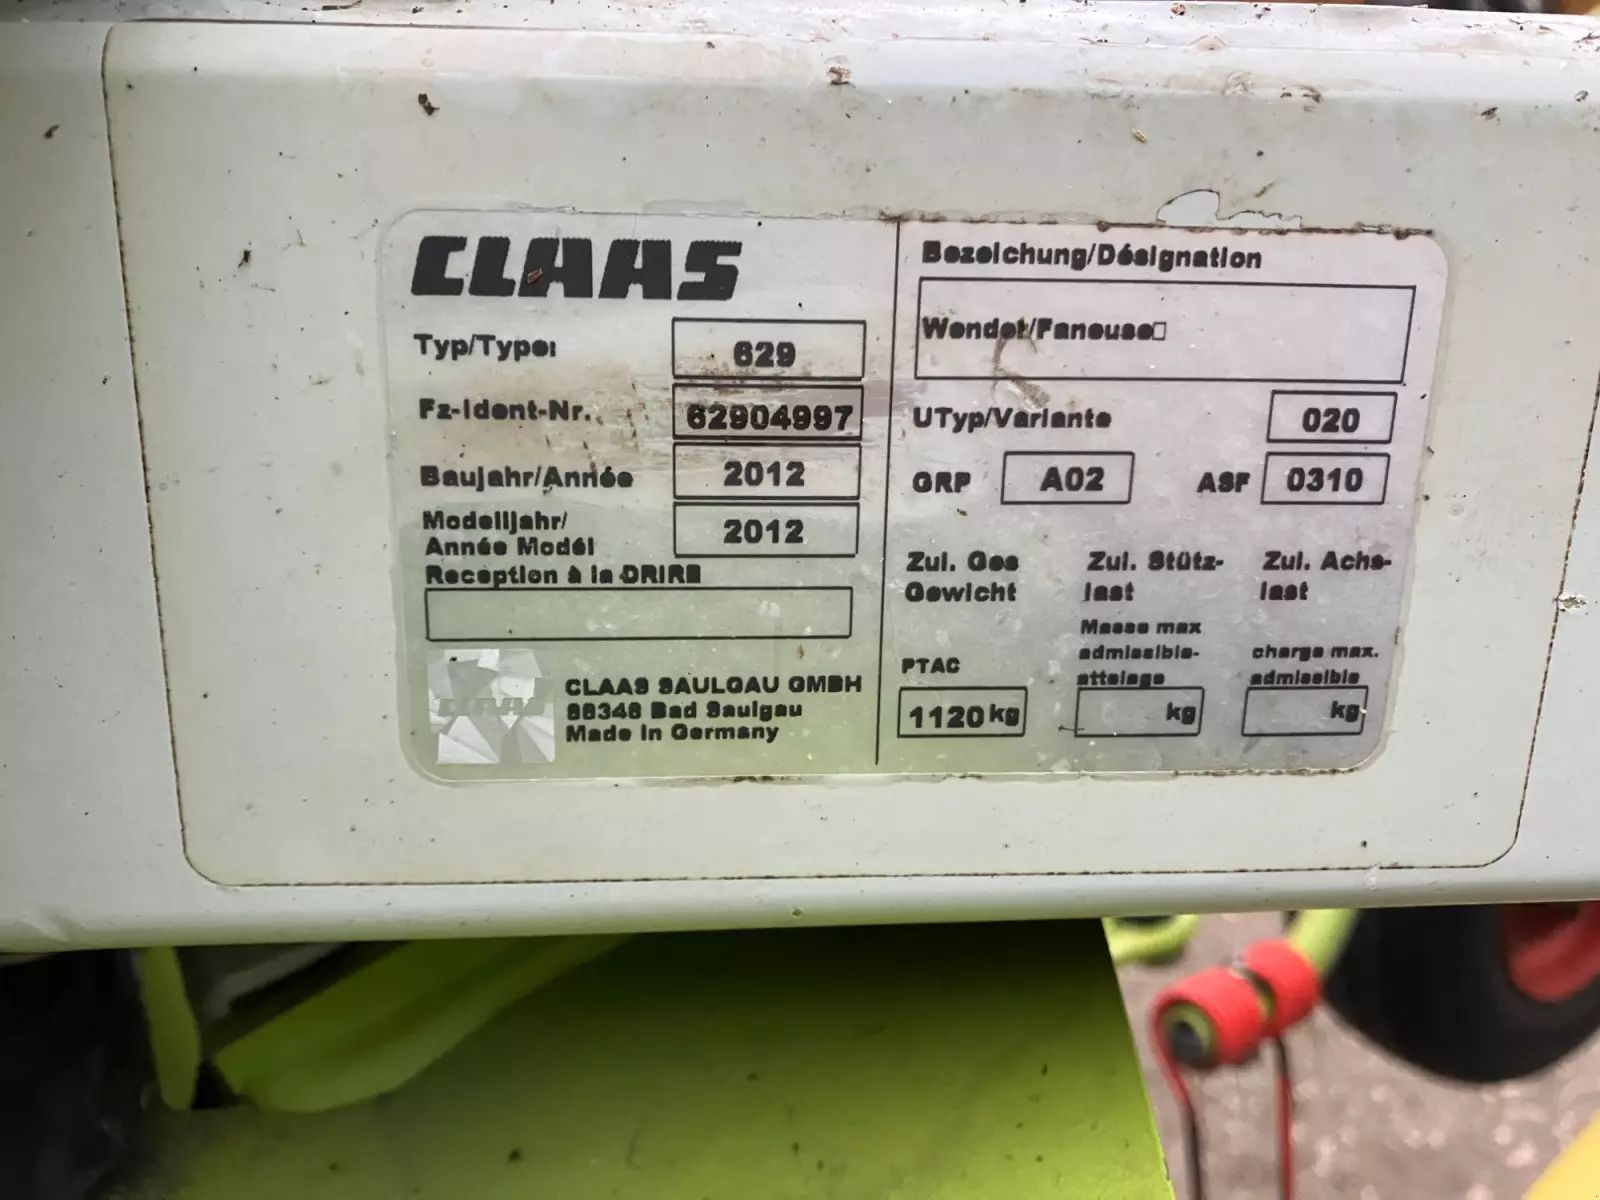 CLAAS
Typ/Type: 629
Fz-Ident-Nr. 62904997
Baujahr/Année 2012
Modelljahr/
Année Modél 2012
Reception à la DRIRE
CLAAS
CLAAS SAULGAU GMBH
88348 Bad Saulgau
Made in Germany
Bezeichung/Désignation
Wender/Faneuse□
UTyp/Variante 020
GRP A02 ASF 0310
Zul. Ges Gewicht
Zul. Stütz-last
Zul. Achs-last
PTAC
Masse max admissible-attelage
charge max. admissible
1120 kg kg kg